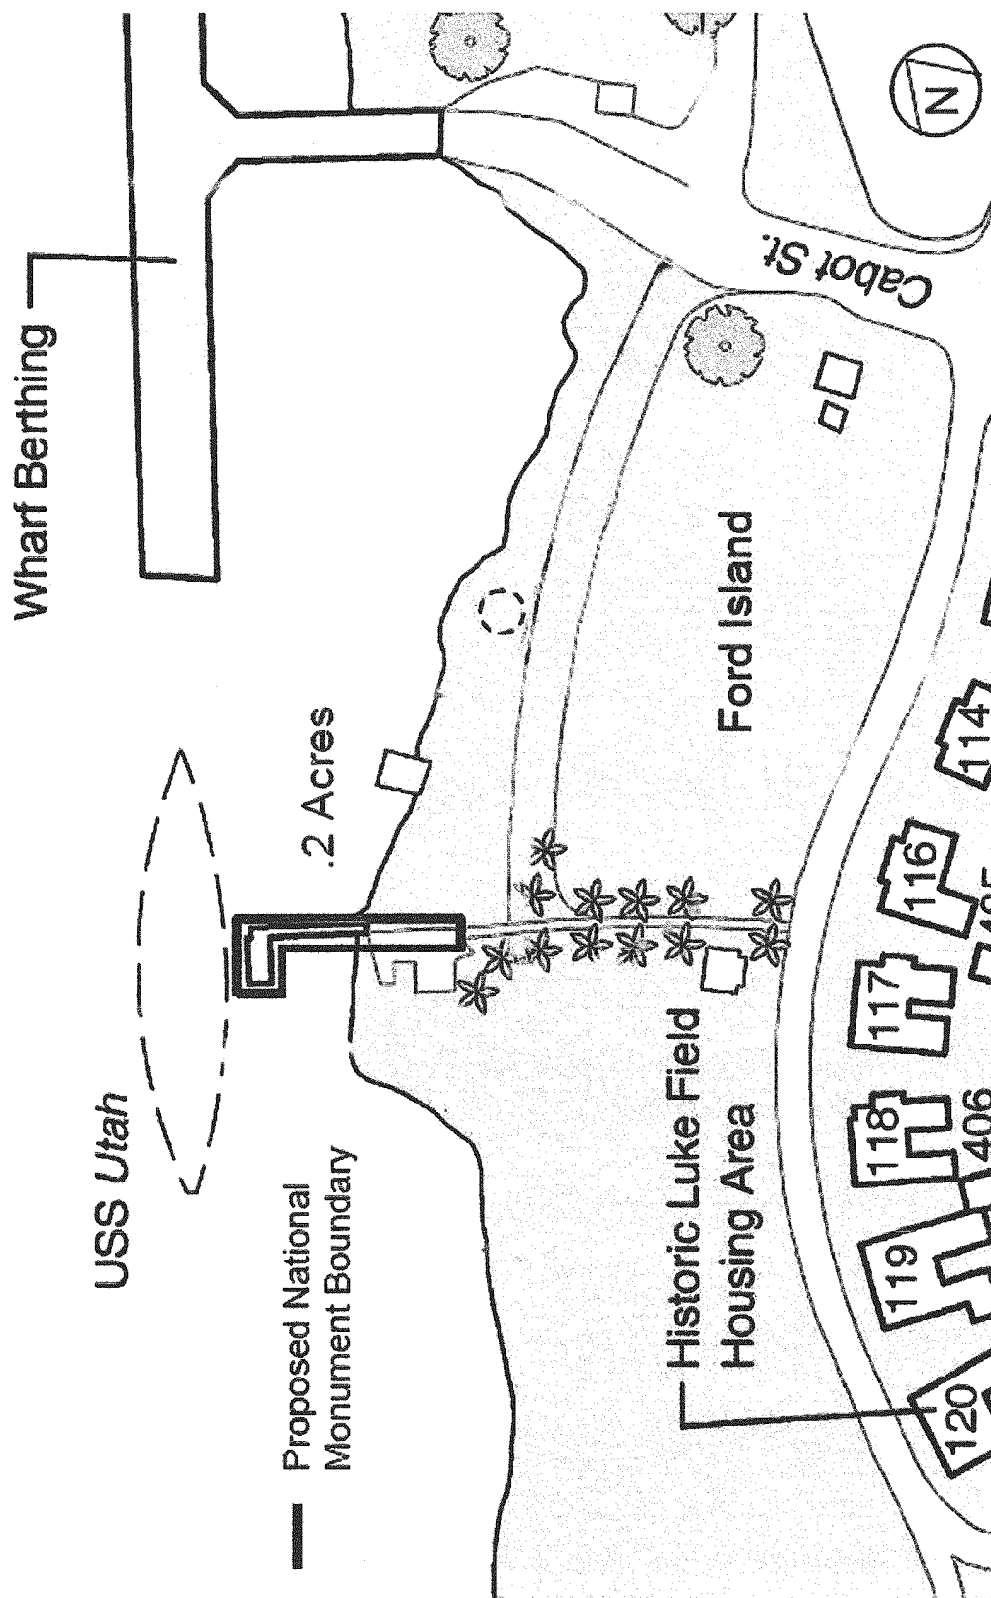 Wharf Berthing
N
Cabot St.
USS Utah
.2 Acres
Proposed National
Monument Boundary
Ford Island
Historic Luke Field
Housing Area
120
119
118
117
116
114
406